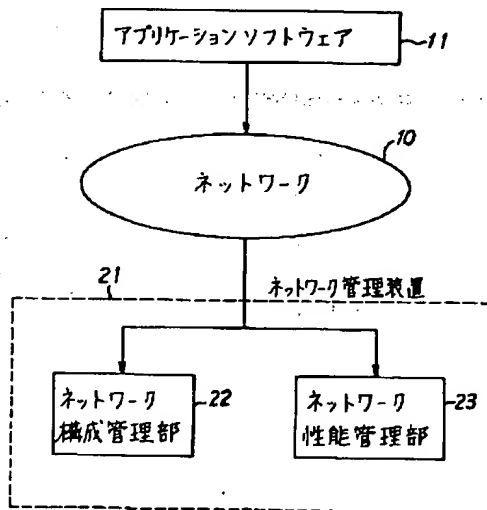 アプリケーションソフトウェア
11
10
ネットワーク
21
ネットワーク管理装置
ネットワーク
構成管理部
22
ネットワーク
性能管理部
23